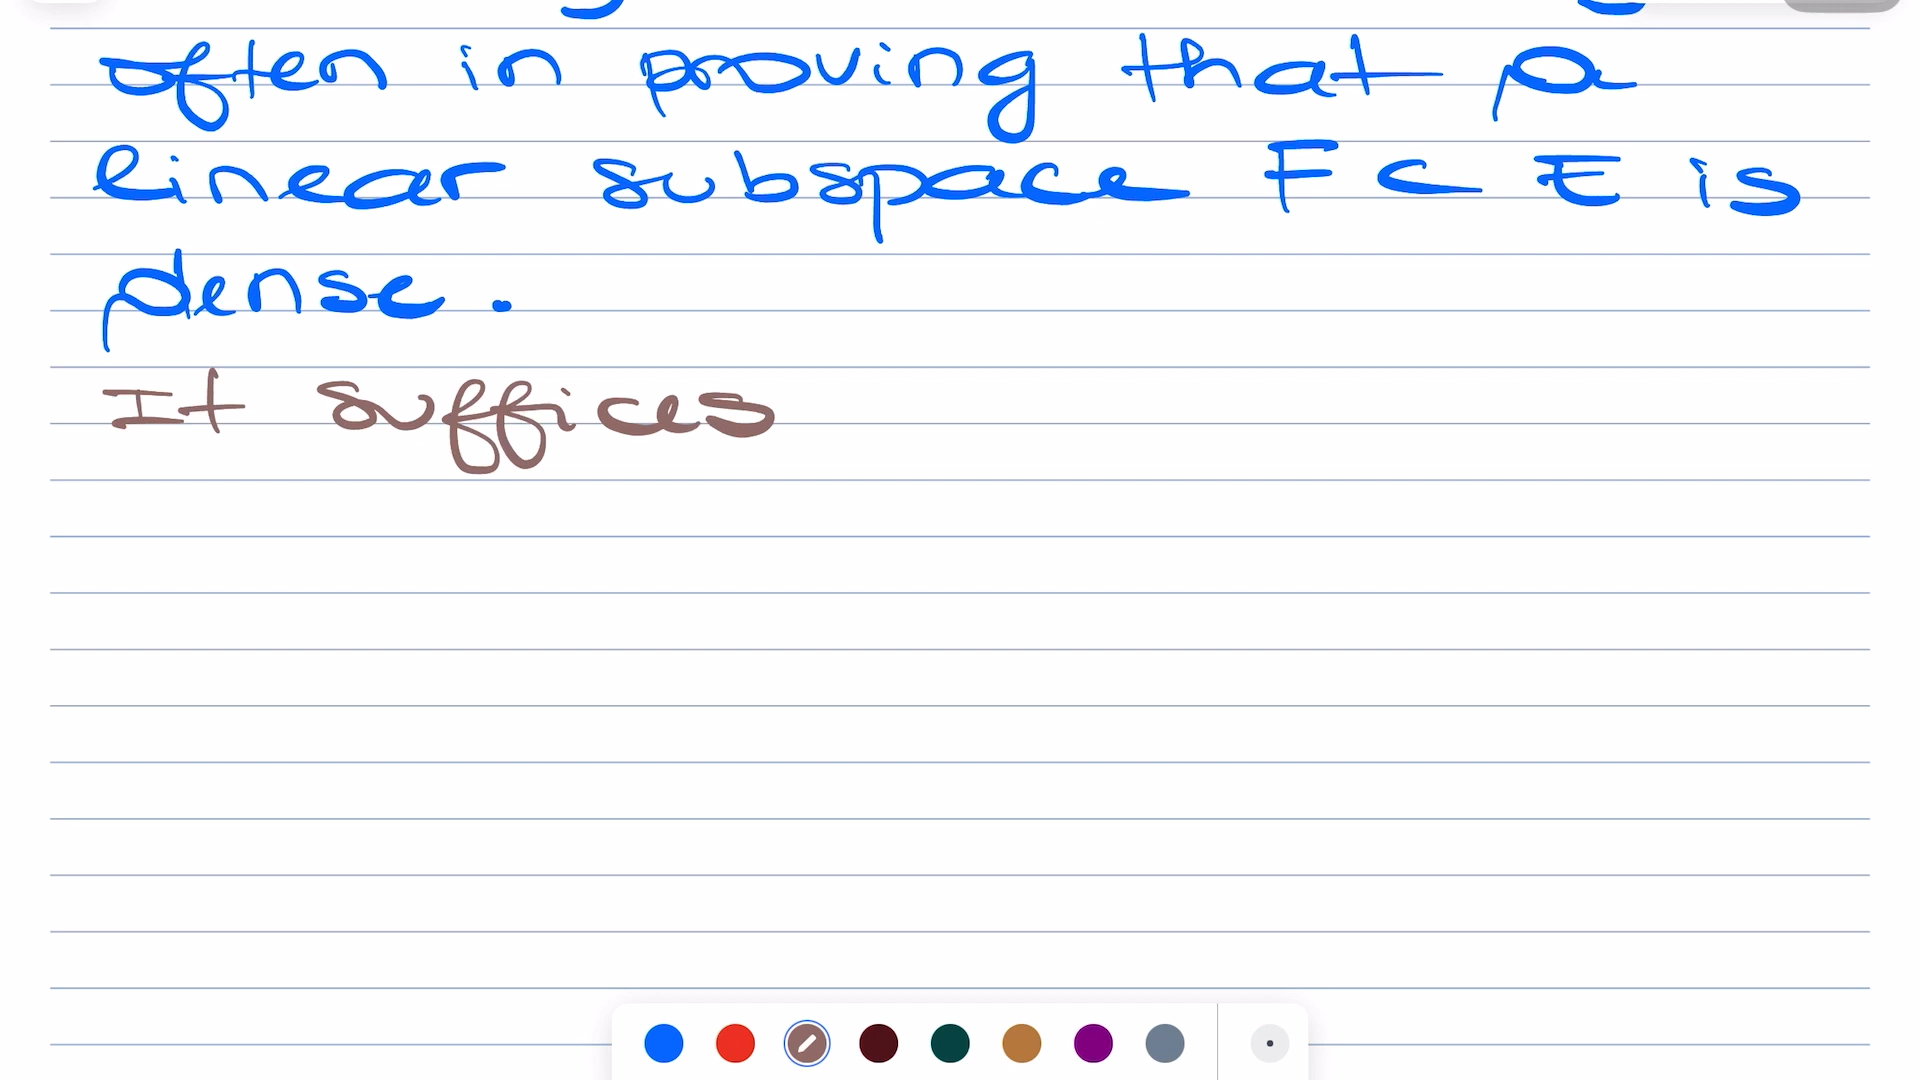 often in proving that a
linear subspace F ⊂ E is
dense.
It suffices